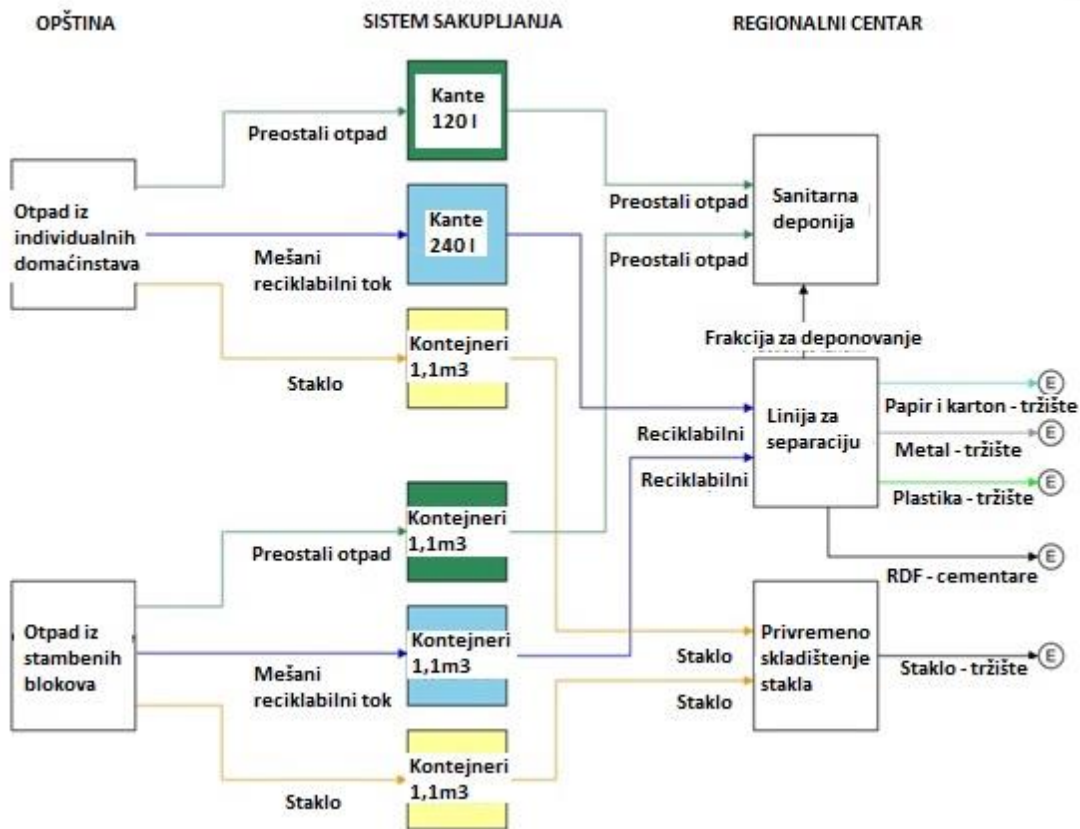 OPŠTINA
SISTEM SAKUPLJANJA
REGIONALNI CENTAR
Kante
120 l
Preostali otpad
Otpad iz
individualnih
domaćinstava
Kante
240 l
Mešani
reciklabilni tok
Kontejneri
1,1m3
Staklo
Preostali otpad
Preostali otpad
Sanitarna
deponija
Frakcija za deponovanje
Linija za
separaciju
Reciklabilni
Reciklabilni
E
Papir i karton - tržište
E
Metal - tržište
E
Plastika - tržište
E
RDF - cementare
Kontejneri
1,1m3
Preostali otpad
Otpad iz
stambenih
blokova
Kontejneri
1,1m3
Mešani
reciklabilni tok
Kontejneri
1,1m3
Staklo
Staklo
Staklo
Privremeno
skladištenje
stakla
E
Staklo - tržište